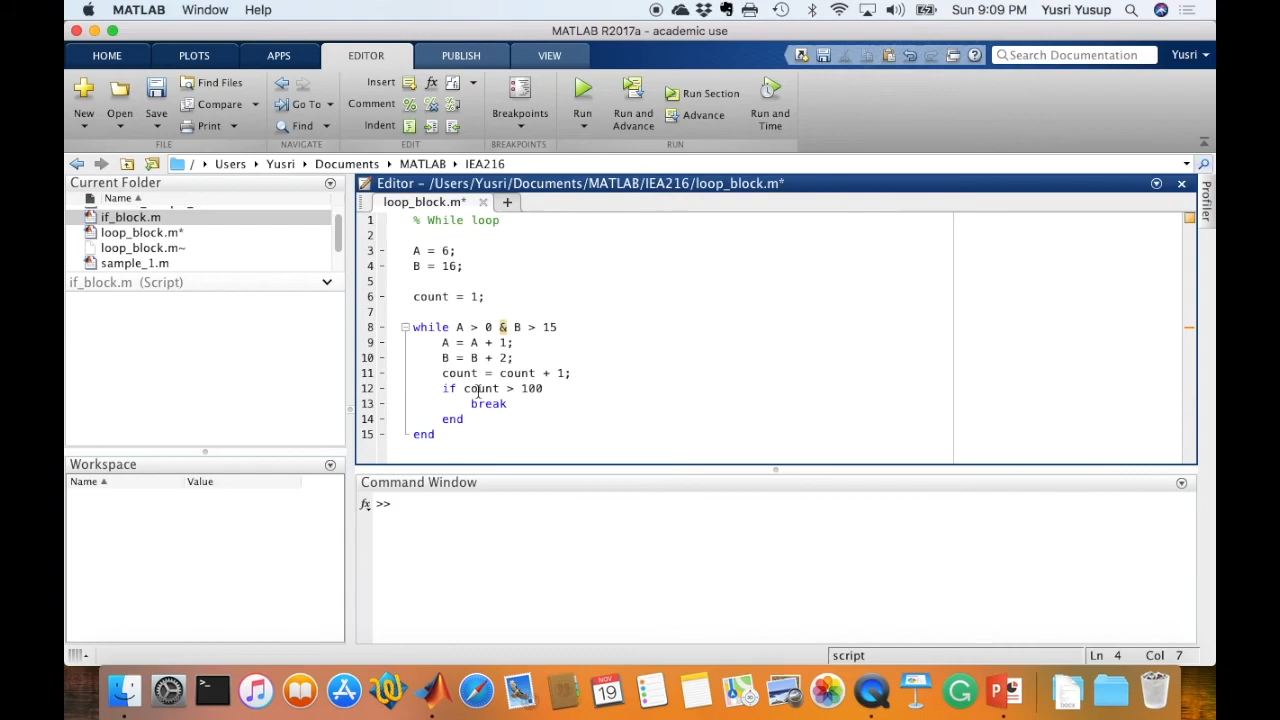 MATLAB Window Help Sun 9:09 PM Yusri Yusup
MATLAB R2017a - academic use
HOME PLOTS APPS EDITOR PUBLISH VIEW Search Documentation Yusri
New Open Save Find Files Compare Print Go To Find Insert Comment Indent fx Breakpoints Run Run and Advance Run Section Advance Run and Time
FILE NAVIGATE EDIT BREAKPOINTS RUN
/ Users Yusri Documents MATLAB IEA216
Current Folder
Name
if_block.m
loop_block.m*
loop_block.m~
sample_1.m
if_block.m (Script)
Workspace
Name Value
Editor - /Users/Yusri/Documents/MATLAB/IEA216/loop_block.m*
loop_block.m* +
1 % While loop
2
3 - A = 6;
4 - B = 16;
5
6 - count = 1;
7
8 - while A > 0 & B > 15
9 - A = A + 1;
10 - B = B + 2;
11 - count = count + 1;
12 - if count > 100
13 - break
14 - end
15 - end
Profiler
Command Window
fx >>
script Ln 4 Col 7
NOV 19